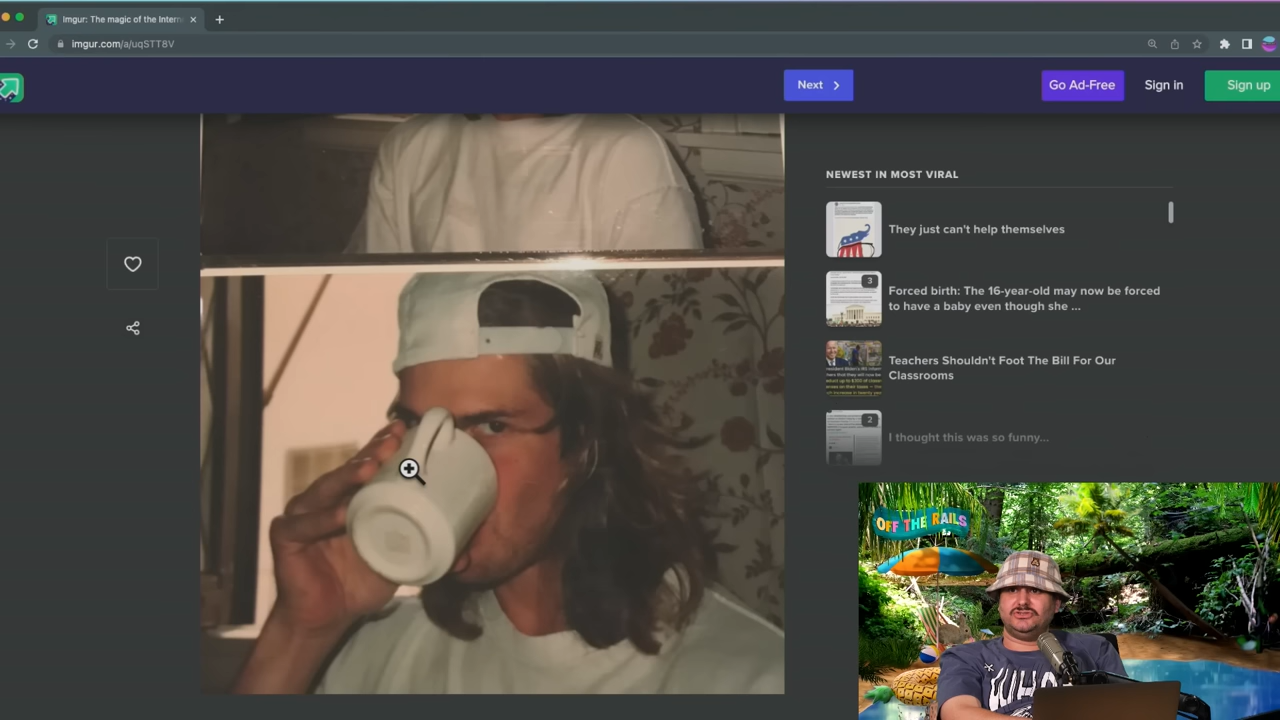 Imgur: The magic of the Intern
imgur.com/a/uqSTT8V
Next
Go Ad-Free
Sign in
Sign up
NEWEST IN MOST VIRAL
They just can't help themselves
3
Forced birth: The 16-year-old may now be forced
to have a baby even though she ...
Teachers Shouldn't Foot The Bill For Our
Classrooms
2
I thought this was so funny...
OFF THE RAILS